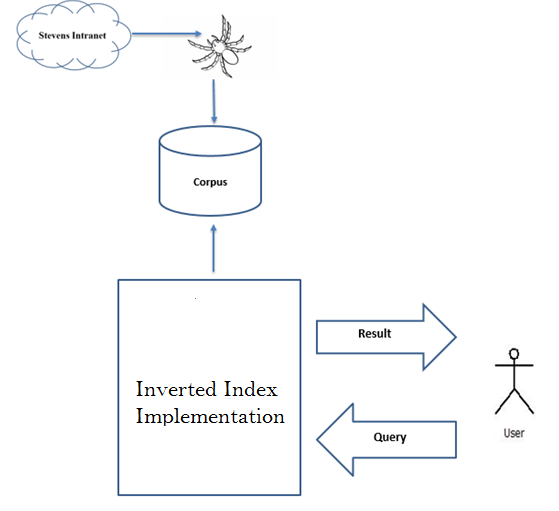 Stevens Intranet
Corpus
Result
Inverted Index
Implementation
Query
User